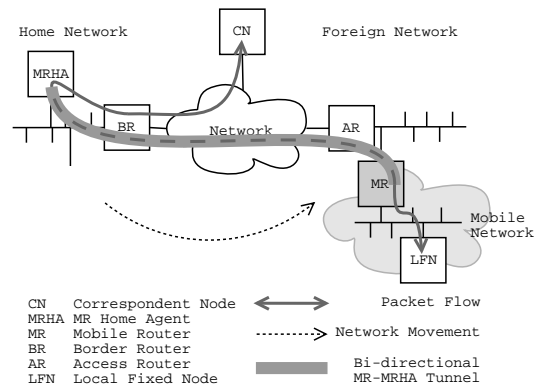 Home Network
CN
Foreign Network
MRHA
BR
Network
AR
MR
Mobile
Network
LFN
CN Correspondent Node
MRHA MR Home Agent
MR Mobile Router
BR Border Router
AR Access Router
LFN Local Fixed Node
Packet Flow
Network Movement
Bi-directional
MR-MRHA Tunnel